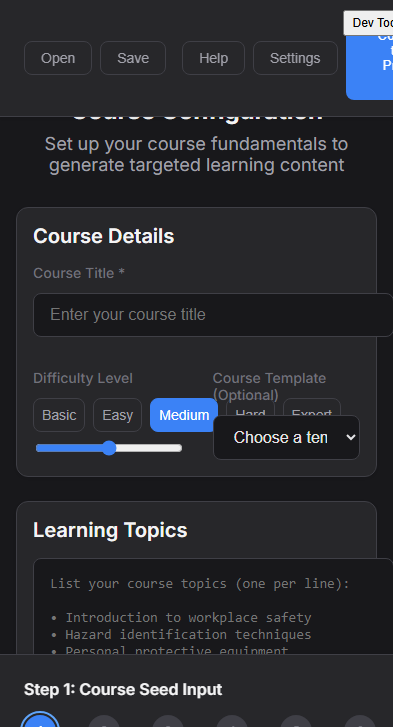 Dev Too
Open
Save
Help
Settings
Course Configuration
Set up your course fundamentals to
generate targeted learning content
Course Details
Course Title *
Enter your course title
Difficulty Level
Course Template
(Optional)
Basic
Easy
Medium
Hard
Expert
Choose a tem
Learning Topics
List your course topics (one per line):
• Introduction to workplace safety
• Hazard identification techniques
• Personal protective equipment
Step 1: Course Seed Input